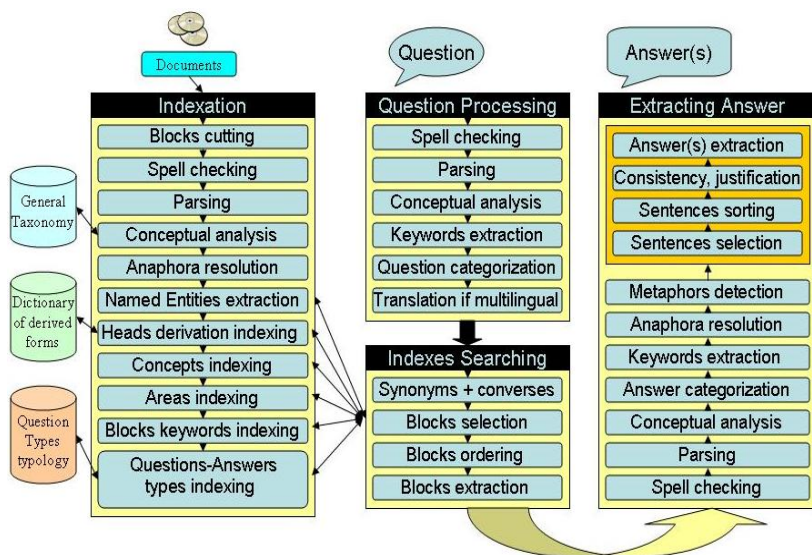 Documents
Question
Answer(s)
Indexation
Blocks cutting
Spell checking
Parsing
Conceptual analysis
Anaphora resolution
Named Entities extraction
Heads derivation indexing
Concepts indexing
Areas indexing
Blocks keywords indexing
Questions-Answers
types indexing
General
Taxonomy
Dictionary
of derived
forms
Question
Types
typology
Question Processing
Spell checking
Parsing
Conceptual analysis
Keywords extraction
Question categorization
Translation if multilingual
Indexes Searching
Synonyms + converses
Blocks selection
Blocks ordering
Blocks extraction
Extracting Answer
Answer(s) extraction
Consistency, justification
Sentences sorting
Sentences selection
Metaphors detection
Anaphora resolution
Keywords extraction
Answer categorization
Conceptual analysis
Parsing
Spell checking